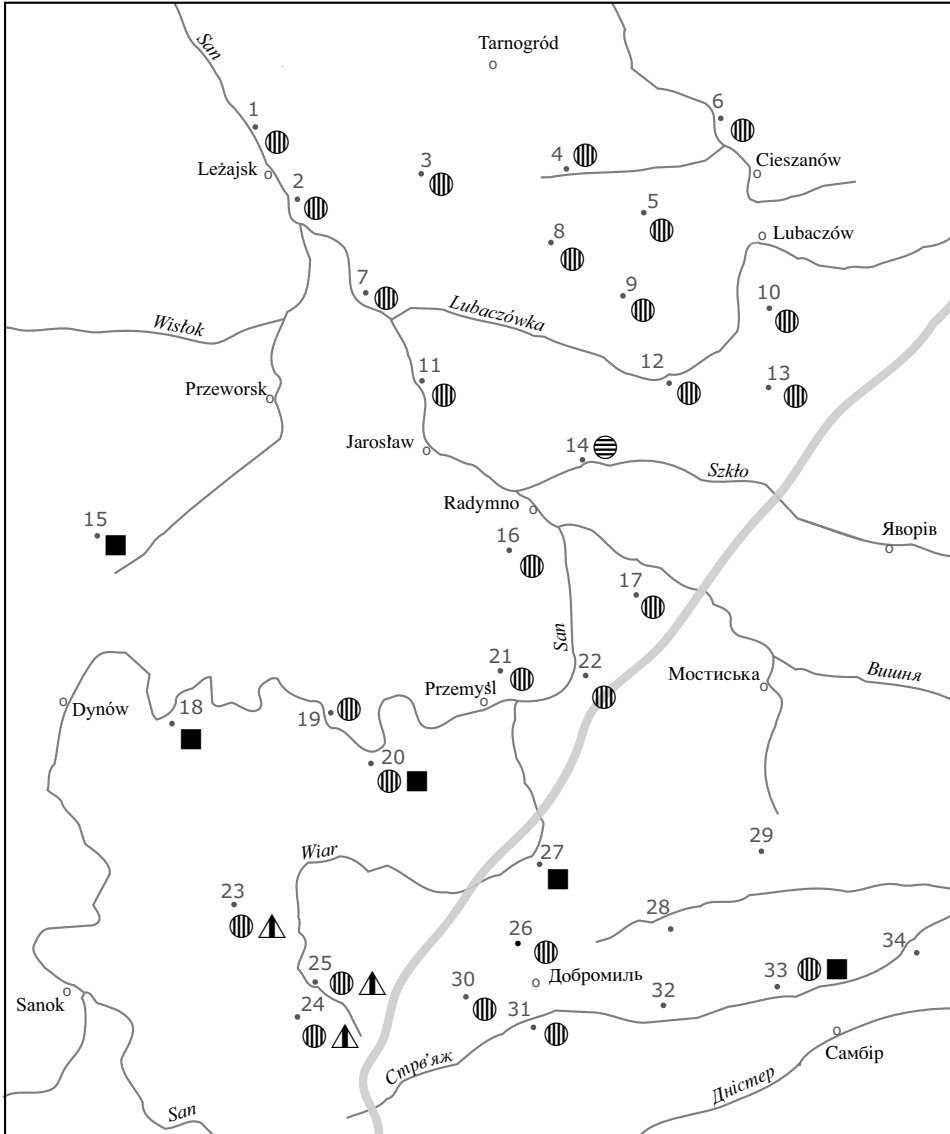 San
Tarnogród
1
6
Leżajsk
3
4
Cieszanów
2
5
8
Lubaczów
7
9
10
Lubaczówka
Wisłok
11
12
13
Przeworsk
Jarosław
14
Szkło
Radymno
15
Яворів
16
17
San
21
22
Przemyśl
Мостиська
Вишня
Dynów
18
19
20
29
Wiar
27
23
28
26
34
25
30
Добромиль
33
Sanok
24
31
32
Стрв’яж
Самбір
Дністер
San